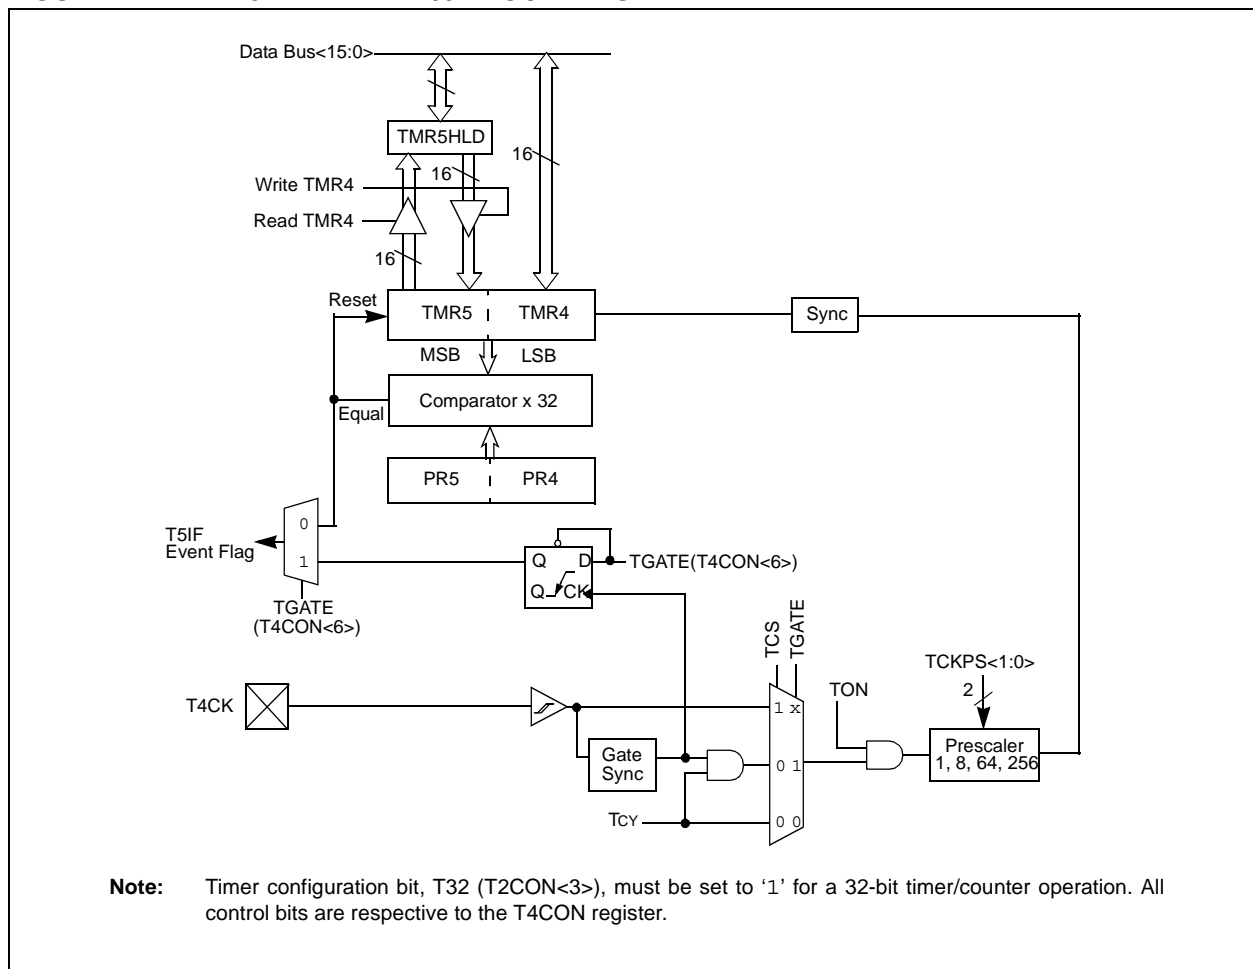 Data Bus<15:0>
TMR5HLD
16
16
Write TMR4
Read TMR4
16
Reset
TMR5
TMR4
Sync
MSB
LSB
Equal
Comparator x 32
PR5
PR4
T5IF
Event Flag
0
1
Q
D
TGATE(T4CON<6>)
Q
CK
TGATE
(T4CON<6>)
TCS
TGATE
TCKPS<1:0>
2
TON
T4CK
1 x
Gate
Sync
0 1
Prescaler
1, 8, 64, 256
TCY
0 0
Note: Timer configuration bit, T32 (T2CON<3>), must be set to ‘1’ for a 32-bit timer/counter operation. All
control bits are respective to the T4CON register.